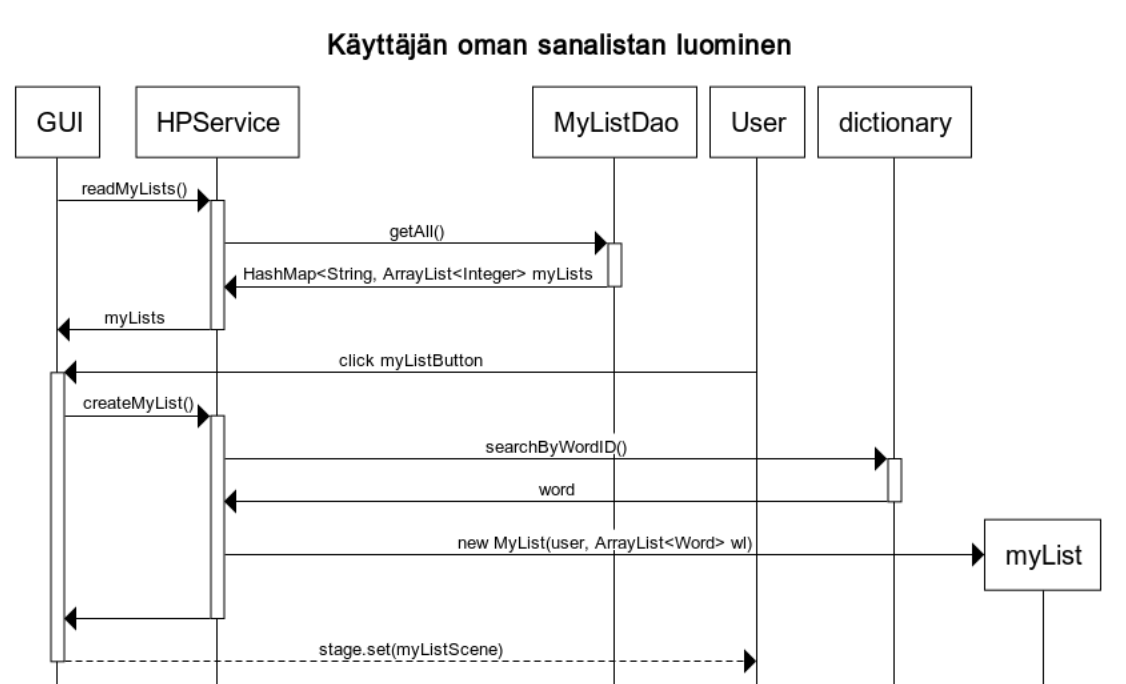 Käyttäjän oman sanalistan luominen
GUI
HPService
MyListDao
User
dictionary
readMyLists()
getAll()
HashMap<String, ArrayList<Integer> myLists
myLists
click myListButton
createMyList()
searchByWordID()
word
new MyList(user, ArrayList<Word> wl)
myList
stage.set(myListScene)